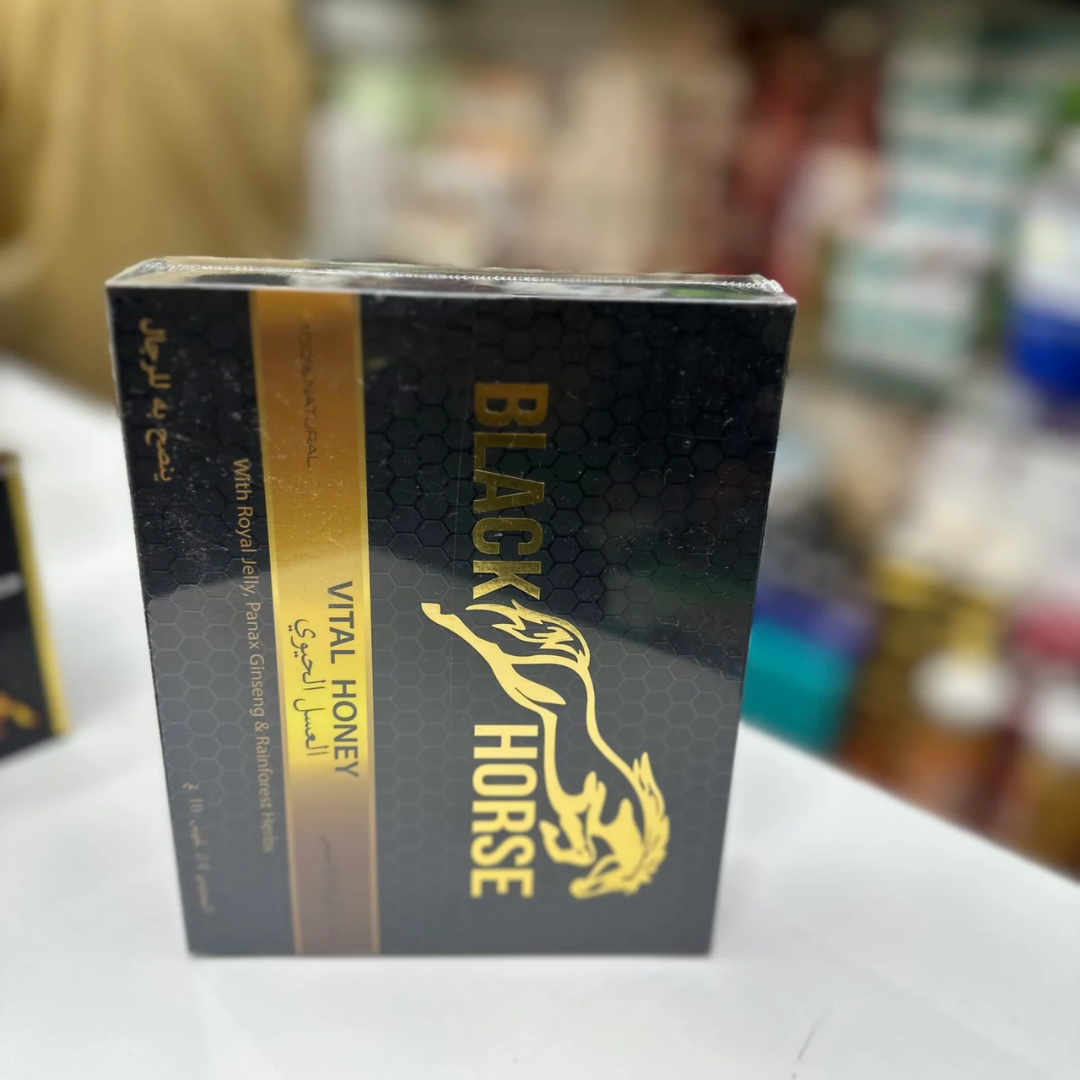 BLACK
HORSE
100% NATURAL
VITAL HONEY
العسل الحيوي
With Royal Jelly, Panax Ginseng & Rainforest Herbs
ينصح به للرجال